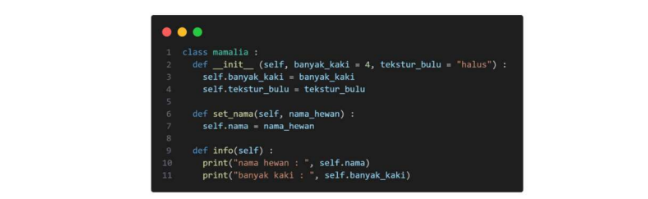 1 class mamalia :
2   def __init__ (self, banyak_kaki = 4, tekstur_bulu = "halus") :
3     self.banyak_kaki = banyak_kaki
4     self.tekstur_bulu = tekstur_bulu
5
6   def set_nama(self, nama_hewan) :
7     self.nama = nama_hewan
8
9   def info(self) :
10     print("nama hewan : ", self.nama)
11     print("banyak kaki : ", self.banyak_kaki)